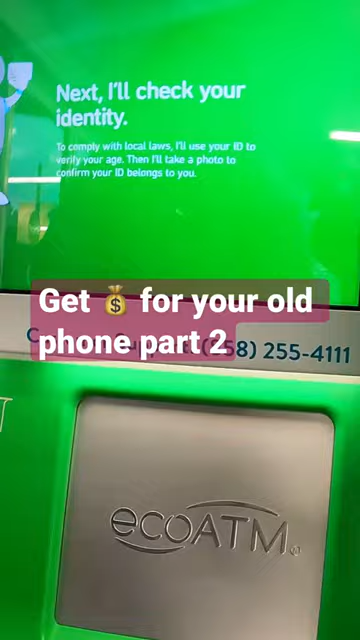 Next, I'll check your
identity.
To comply with local laws, I'll use your ID to
verify your age. Then I'll take a photo to
confirm your ID belongs to you.
Get 💰 for your old
phone part 2
58) 255-4111
ecoATM®